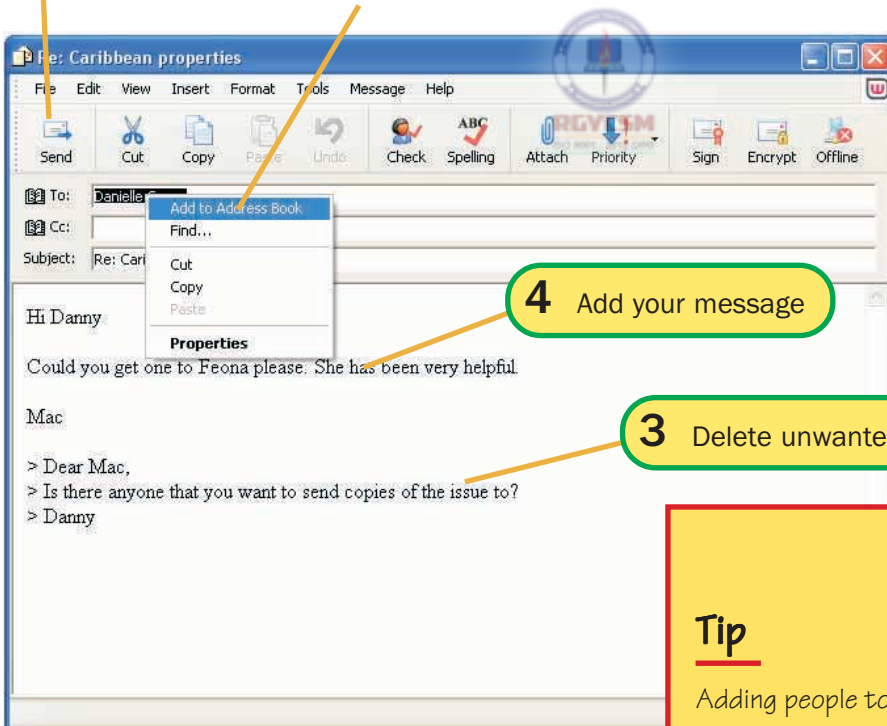 Re: Caribbean properties
File Edit View Insert Format Tools Message Help
Send Cut Copy Paste Undo Check ABC Spelling Attach Priority Sign Encrypt Offline
To: Danielle
Add to Address Book
Cc:
Find...
Subject: Re: Cari
Cut
Copy
Paste
Properties
4 Add your message
Hi Danny
Could you get one to Feona please. She has been very helpful.
Mac
3 Delete unwante
> Dear Mac,
> Is there anyone that you want to send copies of the issue to?
> Danny
Tip
Adding people to
RGYCSM